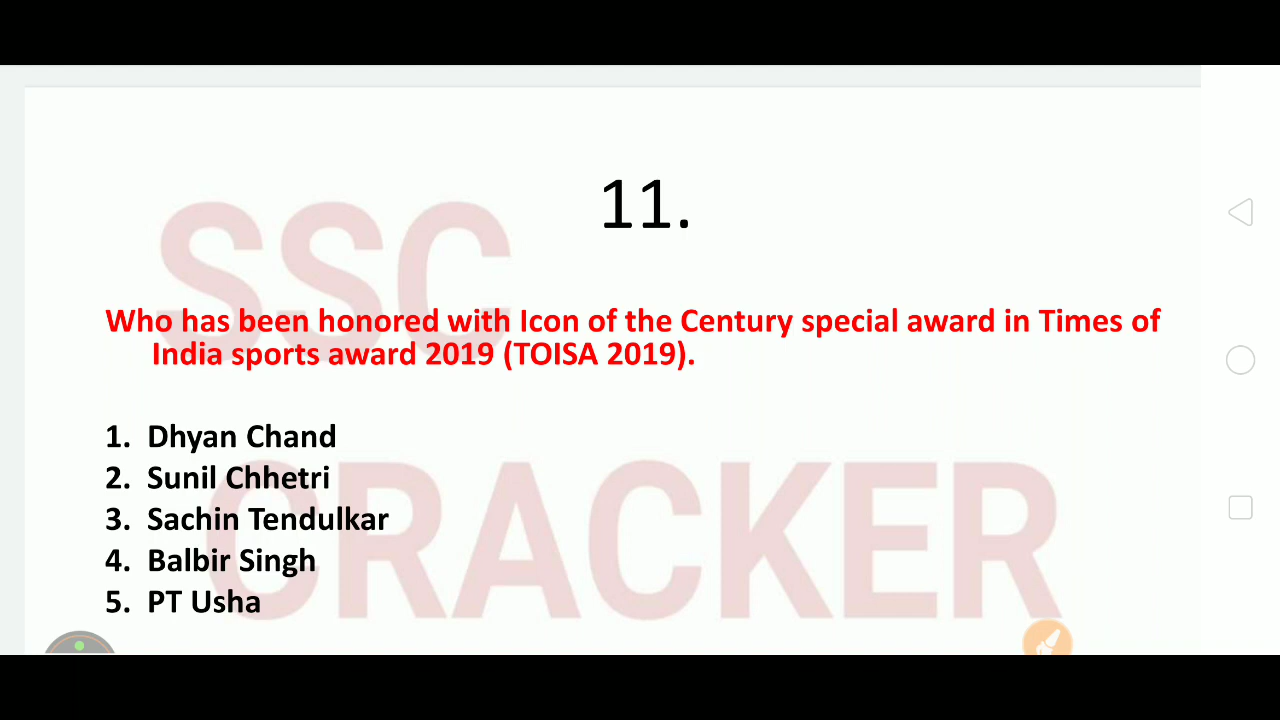 11.
SSC
Who has been honored with Icon of the Century special award in Times of
India sports award 2019 (TOISA 2019).
1. Dhyan Chand
2. Sunil Chhetri
3. Sachin Tendulkar
4. Balbir Singh
5. PT Usha
CRACKER